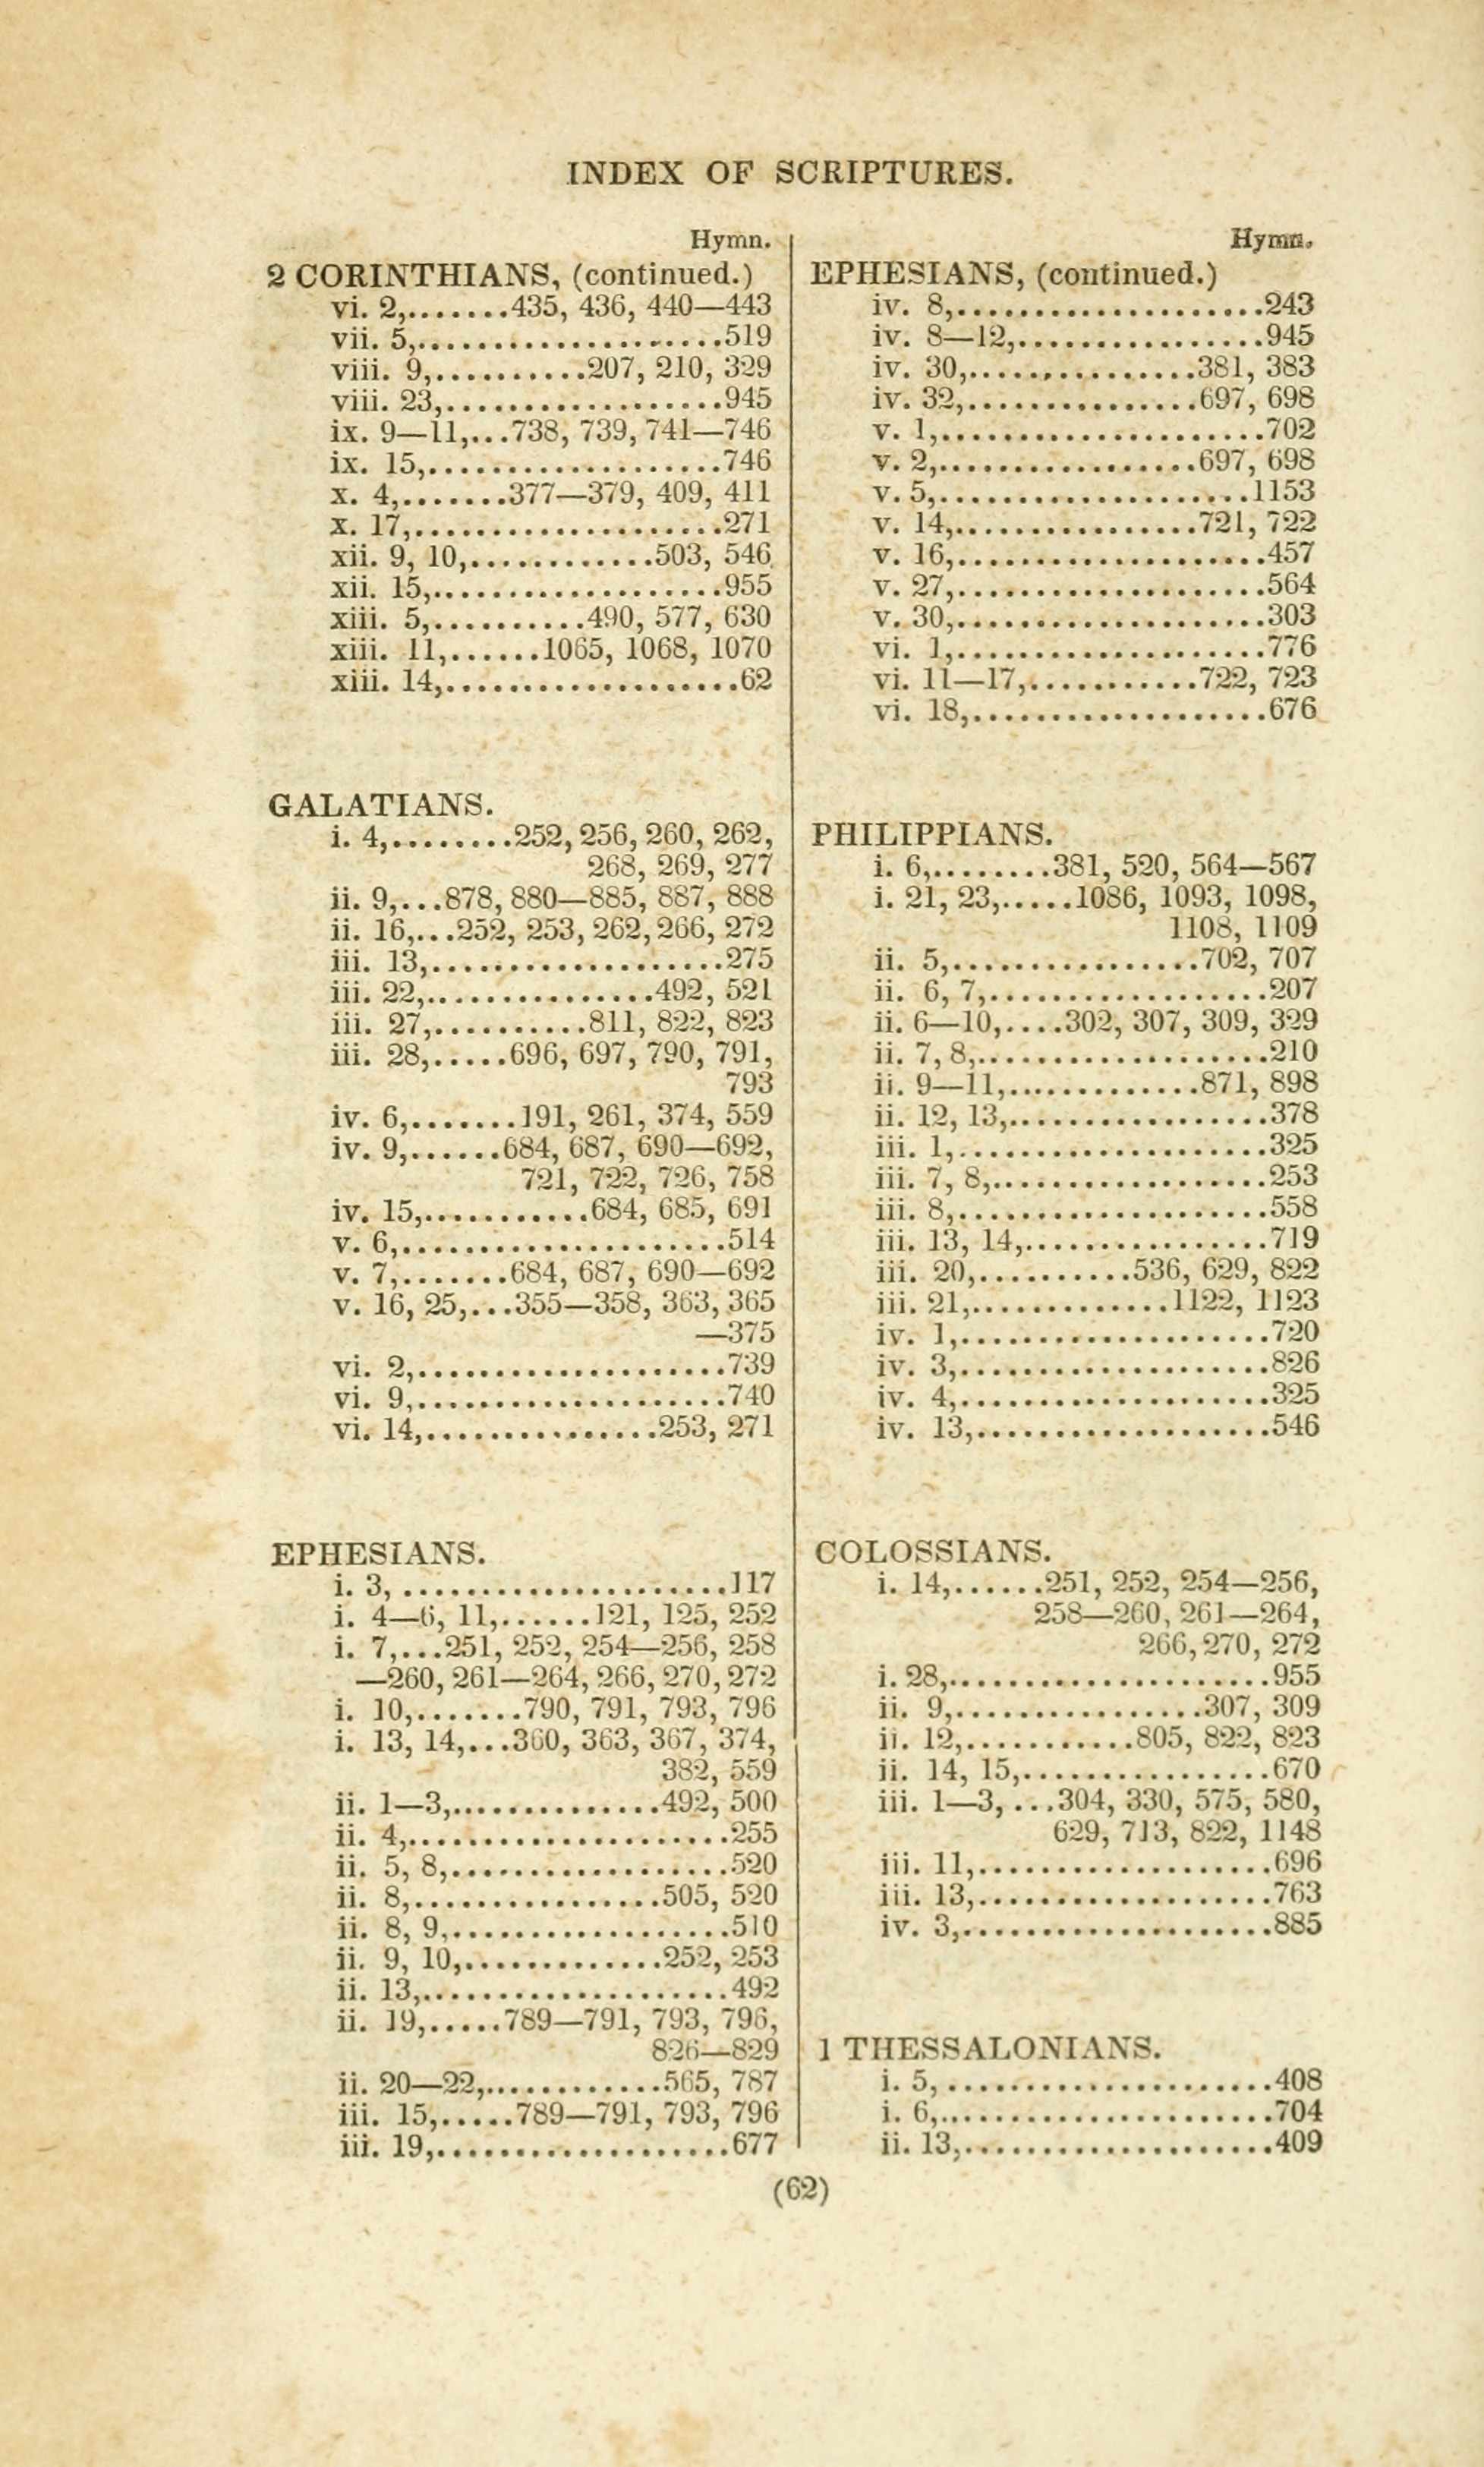 INDEX OF SCRIPTURES.
Hymn.
2 CORINTHIANS, (continued.)
vi. 2,.......435, 436, 440—443
vii. 5,....................519
viii. 9,..........207, 210, 329
viii. 23,..................945
ix. 9—11,...738, 739, 741—746
ix. 15,...................746
x. 4,.......377—379, 409, 411
x. 17,....................271
xii. 9, 10,............503, 546
xii. 15,...................955
xiii. 5,..........490, 577, 630
xiii. 11,......1065, 1068, 1070
xiii. 14,...................62
GALATIANS.
i. 4,........252, 256, 260, 262,
268, 269, 277
ii. 9,...878, 880—885, 887, 888
ii. 16,...252, 253, 262, 266, 272
iii. 13,...................275
iii. 22,...............492, 521
iii. 27,..........811, 822, 823
iii. 28,.....696, 697, 790, 791,
793
iv. 6,.......191, 261, 374, 559
iv. 9,......684, 687, 690—692,
721, 722, 726, 758
iv. 15,...........684, 685, 691
v. 6,.....................514
v. 7,.......684, 687, 690—692
v. 16, 25,...355—358, 363, 365
—375
vi. 2,....................739
vi. 9,....................740
vi. 14,...............253, 271
EPHESIANS.
i. 3, .....................117
i. 4—6, 11,......121, 125, 252
i. 7,...251, 252, 254—256, 258
—260, 261—264, 266, 270, 272
i. 10,.......790, 791, 793, 796
i. 13, 14,...360, 363, 367, 374,
382, 559
ii. 1—3,..............492, 500
ii. 4,.....................255
ii. 5, 8,..................520
ii. 8,................505, 520
ii. 8, 9,..................510
ii. 9, 10,.............252, 253
ii. 13,....................492
ii. 19,.....789—791, 793, 796,
826—829
ii. 20—22,............565, 787
iii. 15,.....789—791, 793, 796
iii. 19,...................677
Hymn.
EPHESIANS, (continued.)
iv. 8,....................243
iv. 8—12,................945
iv. 30,...............381, 383
iv. 32,...............697, 698
v. 1,.....................702
v. 2,.................697, 698
v. 5,....................1153
v. 14,................721, 722
v. 16,....................457
v. 27,....................564
v. 30,....................303
vi. 1,....................776
vi. 11—17,...........722, 723
vi. 18,...................676
PHILIPPIANS.
i. 6,........381, 520, 564—567
i. 21, 23,.....1086, 1093, 1098,
1108, 1109
ii. 5,................702, 707
ii. 6, 7,..................207
ii. 6—10,....302, 307, 309, 329
ii. 7, 8,...................210
ii. 9—11,.............871, 898
ii. 12, 13,.................378
iii. 1,....................325
iii. 7, 8,..................253
iii. 8,....................558
iii. 13, 14,................719
iii. 20,..........536, 629, 822
iii. 21,.............1122, 1123
iv. 1,....................720
iv. 3,....................826
iv. 4,....................325
iv. 13,...................546
COLOSSIANS.
i. 14,......251, 252, 254—256,
258—260, 261—264,
266, 270, 272
i. 28,.....................955
ii. 9,................307, 309
ii. 12,...........805, 822, 823
ii. 14, 15,................670
iii. 1—3, ...304, 330, 575, 580,
629, 713, 822, 1148
iii. 11,...................696
iii. 13,...................763
iv. 3,....................885
1 THESSALONIANS.
i. 5, .....................408
i. 6,......................704
ii. 13,....................409
(62)